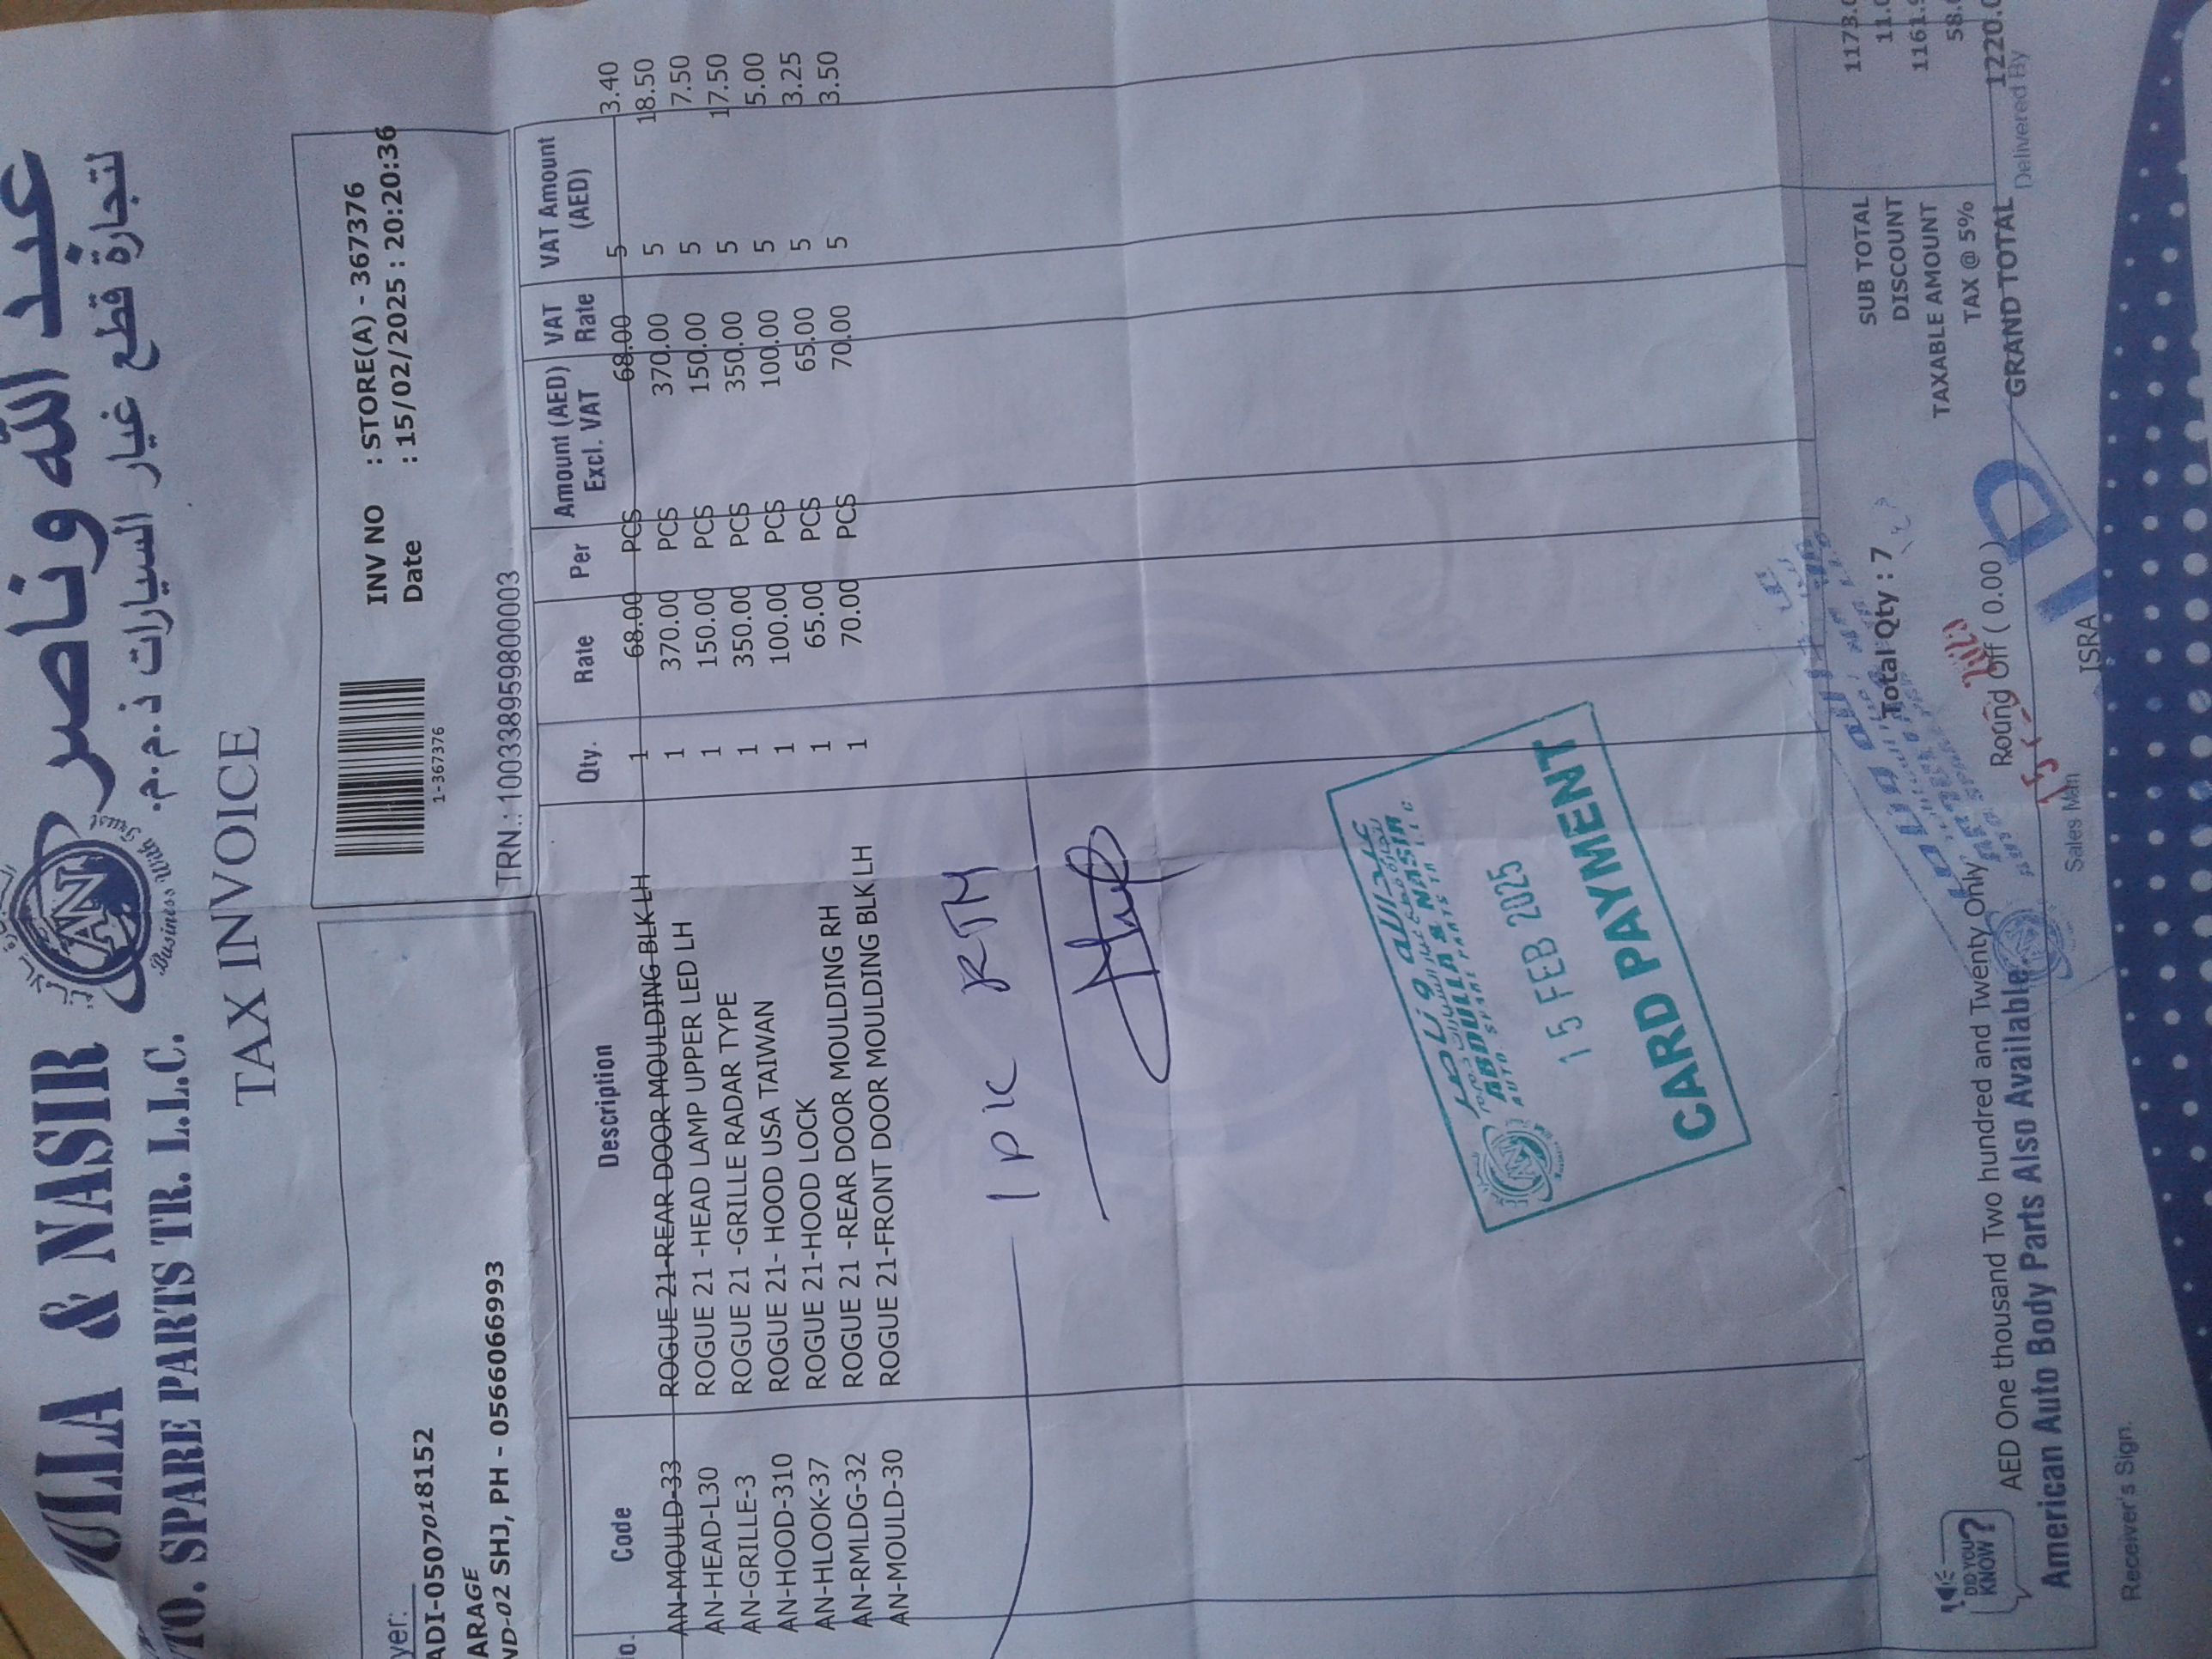 عبد الله وناصر
لتجارة قطع غيار السيارات ذ.م.م.
& NASIR
SPARE PARTS TR. L.L.C.
AN
Business With Trust
TAX INVOICE
ADI-0507018152
ARAGE
SHJ, PH - 0566066993
1-367376
INV NO : STORE(A) - 367376
Date : 15/02/2025 : 20:20:36
TRN.: 100338959800003
Code Description Qty. Rate Per Amount (AED) Excl. VAT VAT Rate VAT Amount (AED)
AN-MOULD-33 ROGUE 21-REAR DOOR MOULDING BLK LH 1 68.00 PCS 68.00 5 3.40
AN-HEAD-L30 ROGUE 21 -HEAD LAMP UPPER LED LH 1 370.00 PCS 370.00 5 18.50
AN-GRILLE-3 ROGUE 21 -GRILLE RADAR TYPE 1 150.00 PCS 150.00 5 7.50
AN-HOOD-310 ROGUE 21- HOOD USA TAIWAN 1 350.00 PCS 350.00 5 17.50
AN-HLOOK-37 ROGUE 21-HOOD LOCK 1 100.00 PCS 100.00 5 5.00
AN-RMLDG-32 ROGUE 21 -REAR DOOR MOULDING RH 1 65.00 PCS 65.00 5 3.25
AN-MOULD-30 ROGUE 21-FRONT DOOR MOULDING BLK LH 1 70.00 PCS 70.00 5 3.50
ABDULLA & NASIR
15 FEB 2025
CARD PAYMENT
Total Qty : 7
SUB TOTAL 1173.0
DISCOUNT 11.0
TAXABLE AMOUNT 1161.9
TAX @ 5% 58.0
Round Off ( 0.00 )
GRAND TOTAL 1220.0
DID YOU KNOW?
AED One thousand Two hundred and Twenty Only
American Auto Body Parts Also Available
ISRA
Receiver's Sign.
Sales Man
Delivered By